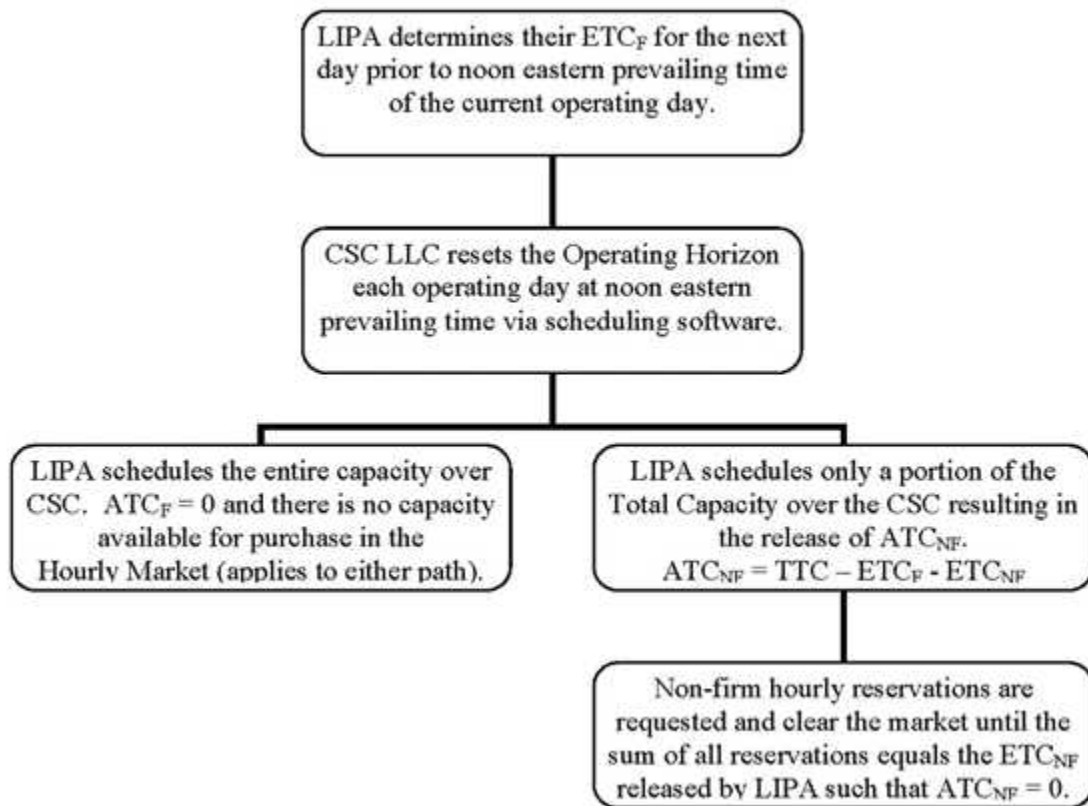 LIPA determines their ETC_F for the next
day prior to noon eastern prevailing time
of the current operating day.
CSC LLC resets the Operating Horizon
each operating day at noon eastern
prevailing time via scheduling software.
LIPA schedules the entire capacity over
CSC. ATC_F = 0 and there is no capacity
available for purchase in the
Hourly Market (applies to either path).
LIPA schedules only a portion of the
Total Capacity over the CSC resulting in
the release of ATC_NF.
ATC_NF = TTC – ETC_F - ETC_NF
Non-firm hourly reservations are
requested and clear the market until the
sum of all reservations equals the ETC_NF
released by LIPA such that ATC_NF = 0.